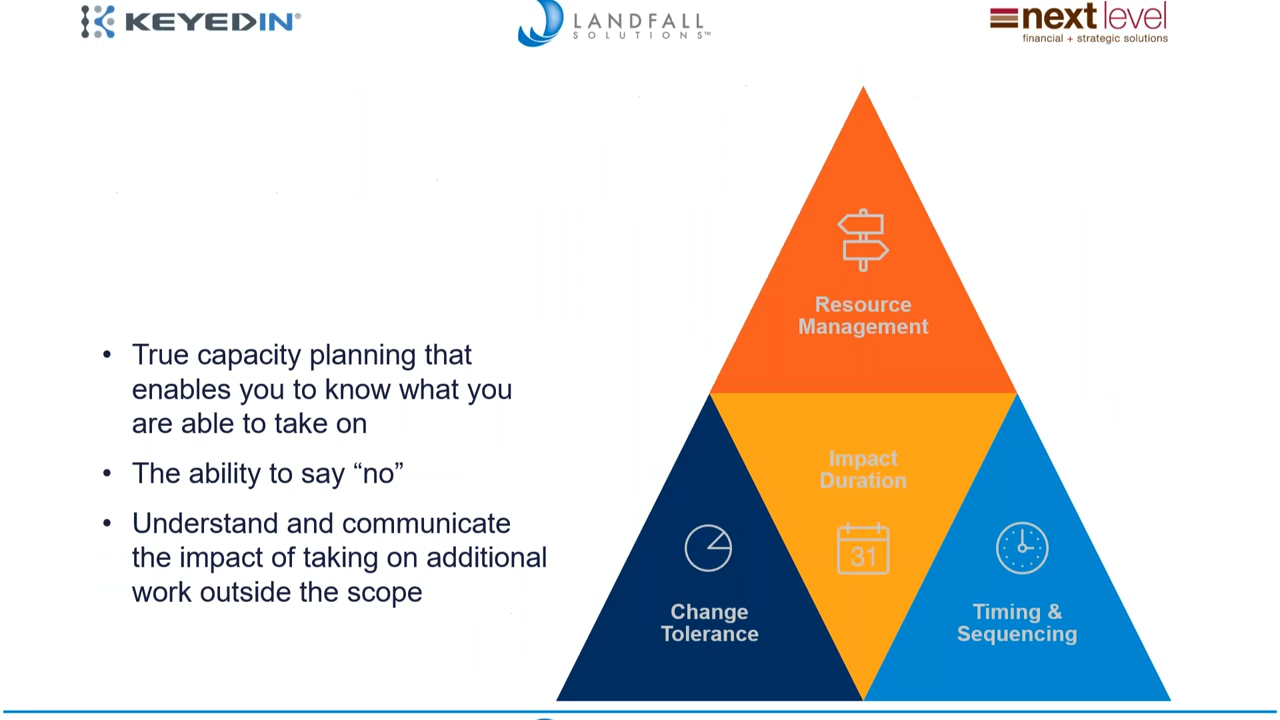 KEYEDIN®
LANDFALL
SOLUTIONS™
next level
financial + strategic solutions
• True capacity planning that
enables you to know what you
are able to take on
• The ability to say “no”
• Understand and communicate
the impact of taking on additional
work outside the scope
Resource
Management
Impact
Duration
31
Change
Tolerance
Timing &
Sequencing